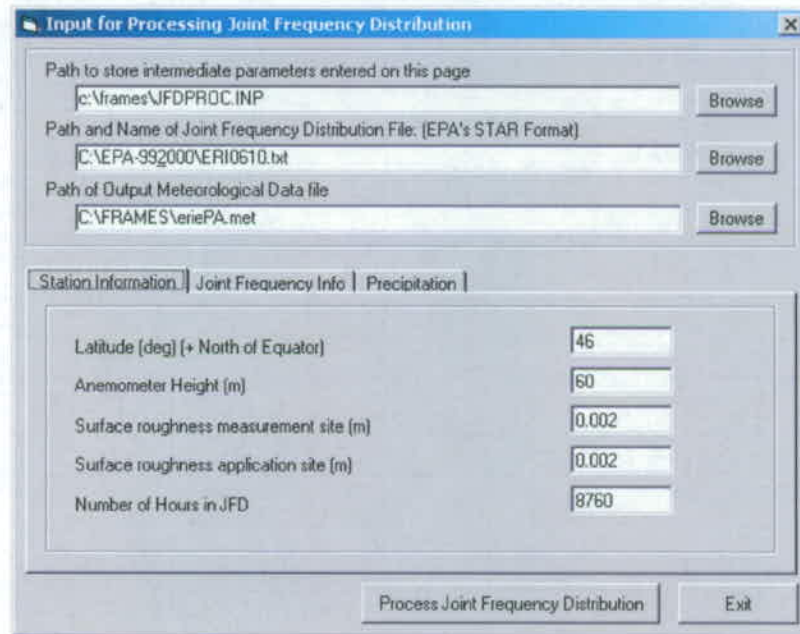 Input for Processing Joint Frequency Distribution
Path to store intermediate parameters entered on this page
c:\frames\JFDPROC.INP
Browse
Path and Name of Joint Frequency Distribution File: (EPA's STAR Format)
C:\EPA-992000\ERI0610.txt
Browse
Path of Output Meteorological Data file
C:\FRAMES\eriePA.met
Browse
Station Information
Joint Frequency Info
Precipitation
Latitude (deg) (+ North of Equator)
46
Anemometer Height (m)
60
Surface roughness measurement site (m)
0.002
Surface roughness application site (m)
0.002
Number of Hours in JFD
8760
Process Joint Frequency Distribution
Exit